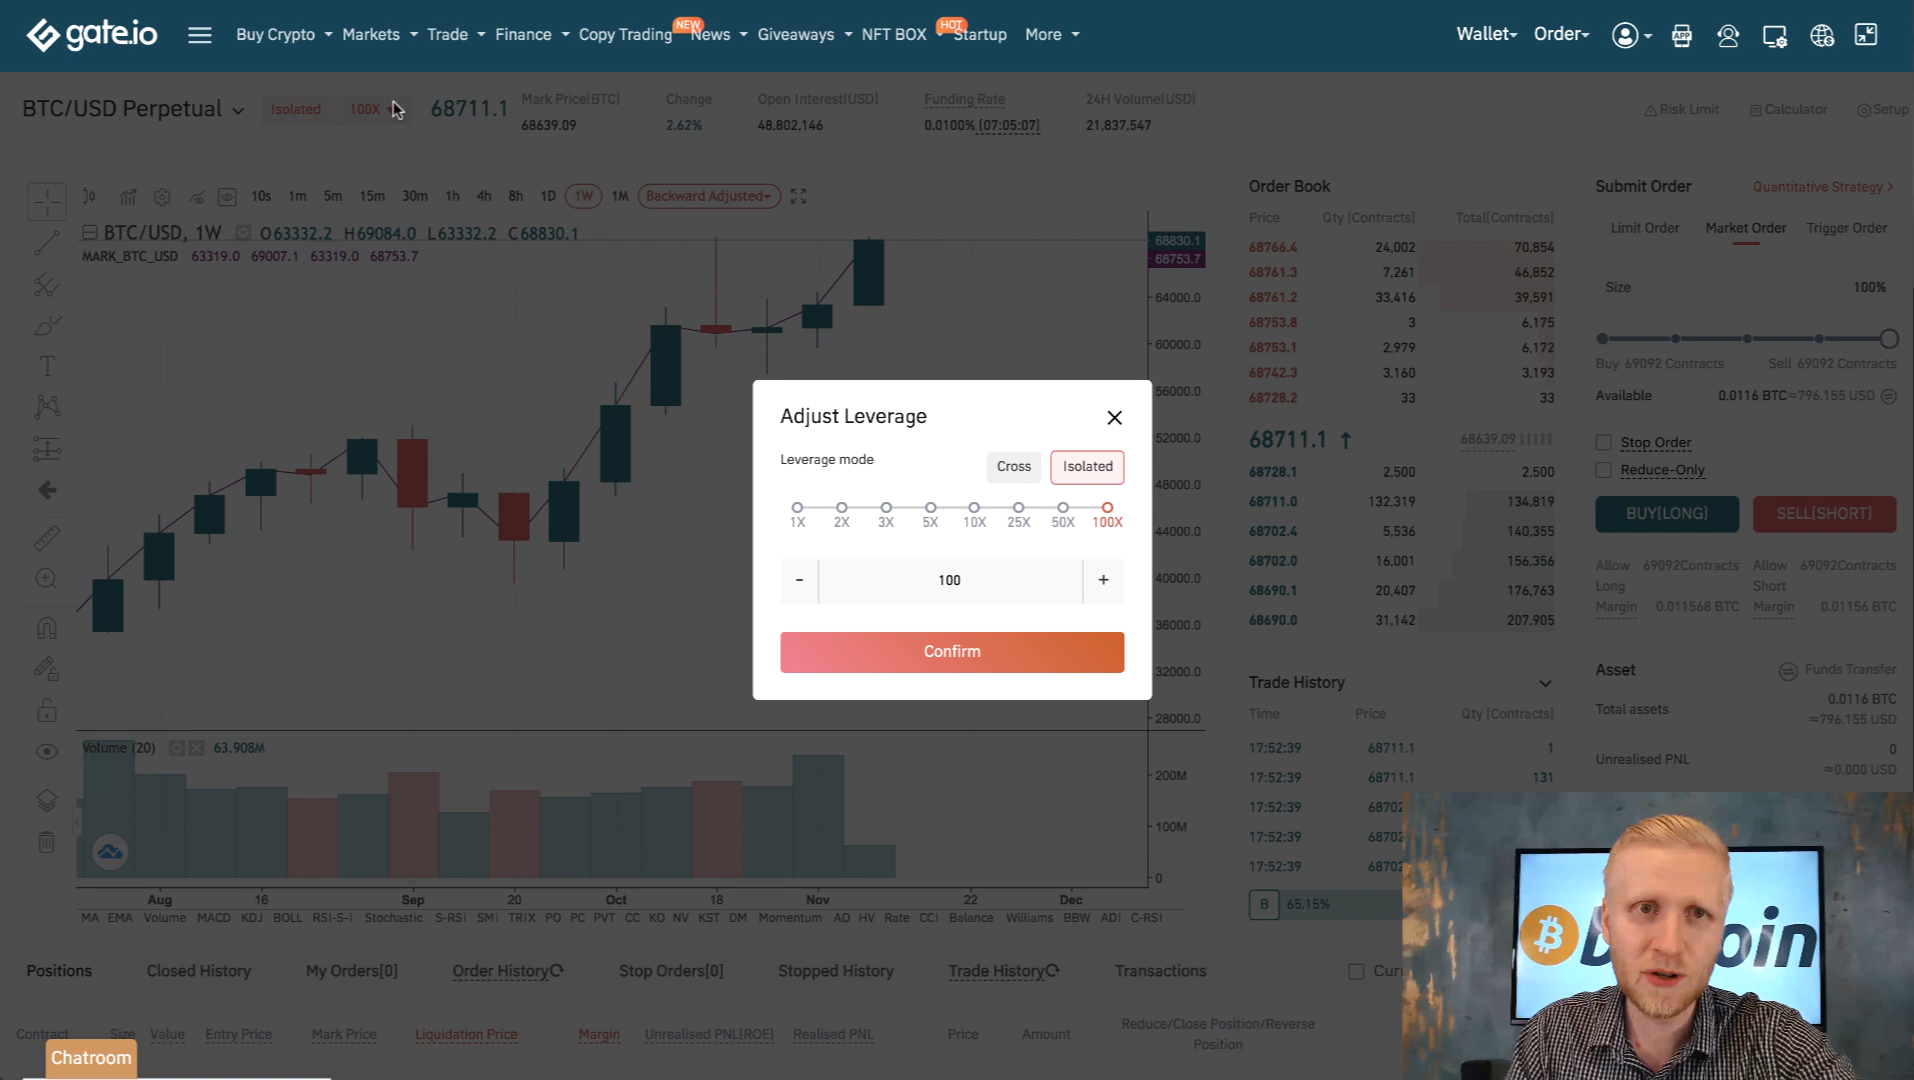 gate.io Buy Crypto Markets Trade Finance Copy Trading NEW News Giveaways NFT BOX HOT Startup More Wallet Order APP
BTC/USD Perpetual Isolated 100X 68711.1
Mark Price(BTC) Change Open Interest(USD) Funding Rate 24H Volume(USD)
68639.09 2.62% 48,802,146 0.0100% [07:05:07] 21,837,547
Risk Limit Calculator Setup
10s 1m 5m 15m 30m 1h 4h 8h 1D 1W 1M Backward Adjusted
BTC/USD, 1W O63332.2 H69084.0 L63332.2 C68830.1
MARK_BTC_USD 63319.0 69007.1 63319.0 68753.7
68830.1
68753.7
64000.0
60000.0
56000.0
52000.0
48000.0
44000.0
40000.0
36000.0
32000.0
28000.0
Volume (20) 63.908M
200M
100M
0
Aug 16 Sep 20 Oct 18 Nov 22 Dec
MA EMA Volume MACD KDJ BOLL RSI-S-I Stochastic S-RSI SMI TRIX PO PC PVT CC KO NV KST DM Momentum AO HV Rate CCI Balance Williams BBW ADI C-RSI
Adjust Leverage
Leverage mode Cross Isolated
1X 2X 3X 5X 10X 25X 50X 100X
- 100 +
Confirm
Order Book
Price Qty (Contracts) Total(Contracts)
68766.4 24,002 70,854
68761.3 7,261 46,852
68761.2 33,416 39,591
68753.8 3 6,175
68753.1 2,979 6,172
68742.3 3,160 3,193
68728.2 33 33
68711.1 68639.09
68728.1 2,500 2,500
68711.0 132,319 134,819
68702.4 5,536 140,355
68702.0 16,001 156,356
68690.1 20,407 176,763
68690.0 31,142 207,905
Trade History
Time Price Qty (Contracts)
17:52:39 68711.1 1
17:52:39 68711.1 131
17:52:39 68702
17:52:39 68702
17:52:39 68702
B 65.15%
Submit Order Quantitative Strategy
Limit Order Market Order Trigger Order
Size 100%
Buy 69092 Contracts Sell 69092 Contracts
Available 0.0116 BTC≈796.155 USD
Stop Order
Reduce-Only
BUY(LONG) SELL(SHORT)
Allow Long 69092Contracts Allow Short 69092Contracts
Margin 0.011568 BTC Margin 0.01156 BTC
Asset Funds Transfer
Total assets 0.0116 BTC
≈796.155 USD
Unrealised PNL 0
≈0.000 USD
Positions Closed History My Orders[0] Order History Stop Orders[0] Stopped History Trade History Transactions
Contract Size Value Entry Price Mark Price Liquidation Price Margin Unrealised PNL(ROE) Realised PNL Price Amount Reduce/Close Position/Reverse Position
Chatroom